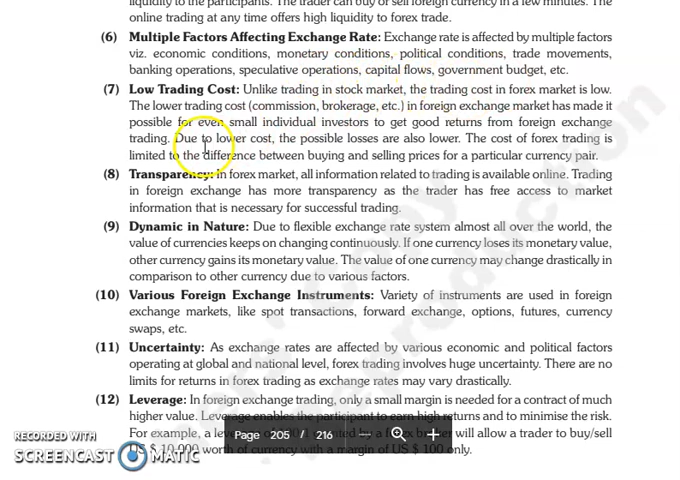 liquidity to the participants. The trader can buy or sell foreign currency in a few minutes. The
online trading at any time offers high liquidity to forex trade.
(6) Multiple Factors Affecting Exchange Rate: Exchange rate is affected by multiple factors
viz. economic conditions, monetary conditions, political conditions, trade movements,
banking operations, speculative operations, capital flows, government budget, etc.
(7) Low Trading Cost: Unlike trading in stock market, the trading cost in forex market is low.
The lower trading cost (commission, brokerage, etc.) in foreign exchange market has made it
possible for even small individual investors to get good returns from foreign exchange
trading. Due to lower cost, the possible losses are also lower. The cost of forex trading is
limited to the difference between buying and selling prices for a particular currency pair.
(8) Transparency: In forex market, all information related to trading is available online. Trading
in foreign exchange has more transparency as the trader has free access to market
information that is necessary for successful trading.
(9) Dynamic in Nature: Due to flexible exchange rate system almost all over the world, the
value of currencies keeps on changing continuously. If one currency loses its monetary value,
other currency gains its monetary value. The value of one currency may change drastically in
comparison to other currency due to various factors.
(10) Various Foreign Exchange Instruments: Variety of instruments are used in foreign
exchange markets, like spot transactions, forward exchange, options, futures, currency
swaps, etc.
(11) Uncertainty: As exchange rates are affected by various economic and political factors
operating at global and national level, forex trading involves huge uncertainty. There are no
limits for returns in forex trading as exchange rates may vary drastically.
(12) Leverage: In foreign exchange trading, only a small margin is needed for a contract of much
higher value. Leverage enables the participant to earn high returns and to minimise the risk.
For example, a by a broker will allow a trader to buy/sell
US $ 10,000 worth of currency with a margin of US $ 100 only.
Page 205 / 216
RECORDED WITH
SCREENCAST MATIC